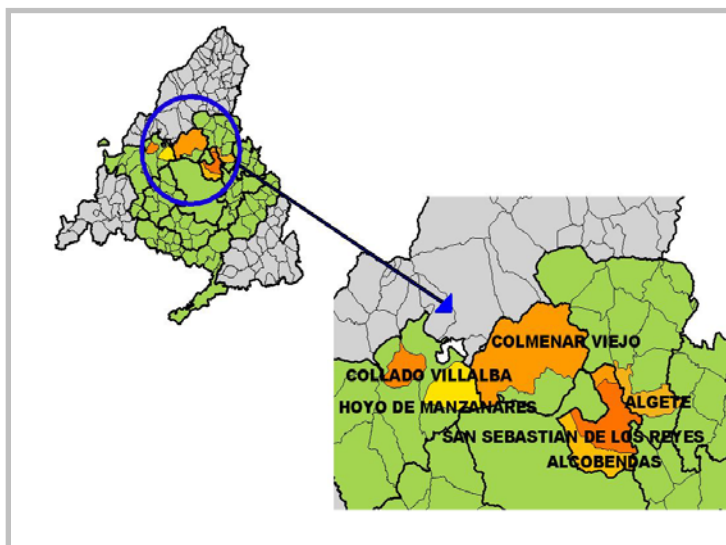 COLMENAR VIEJO
COLLADO VILLALBA
HOYO DE MANZANARES
ALGETE
SAN SEBASTIAN DE LOS REYES
ALCOBENDAS